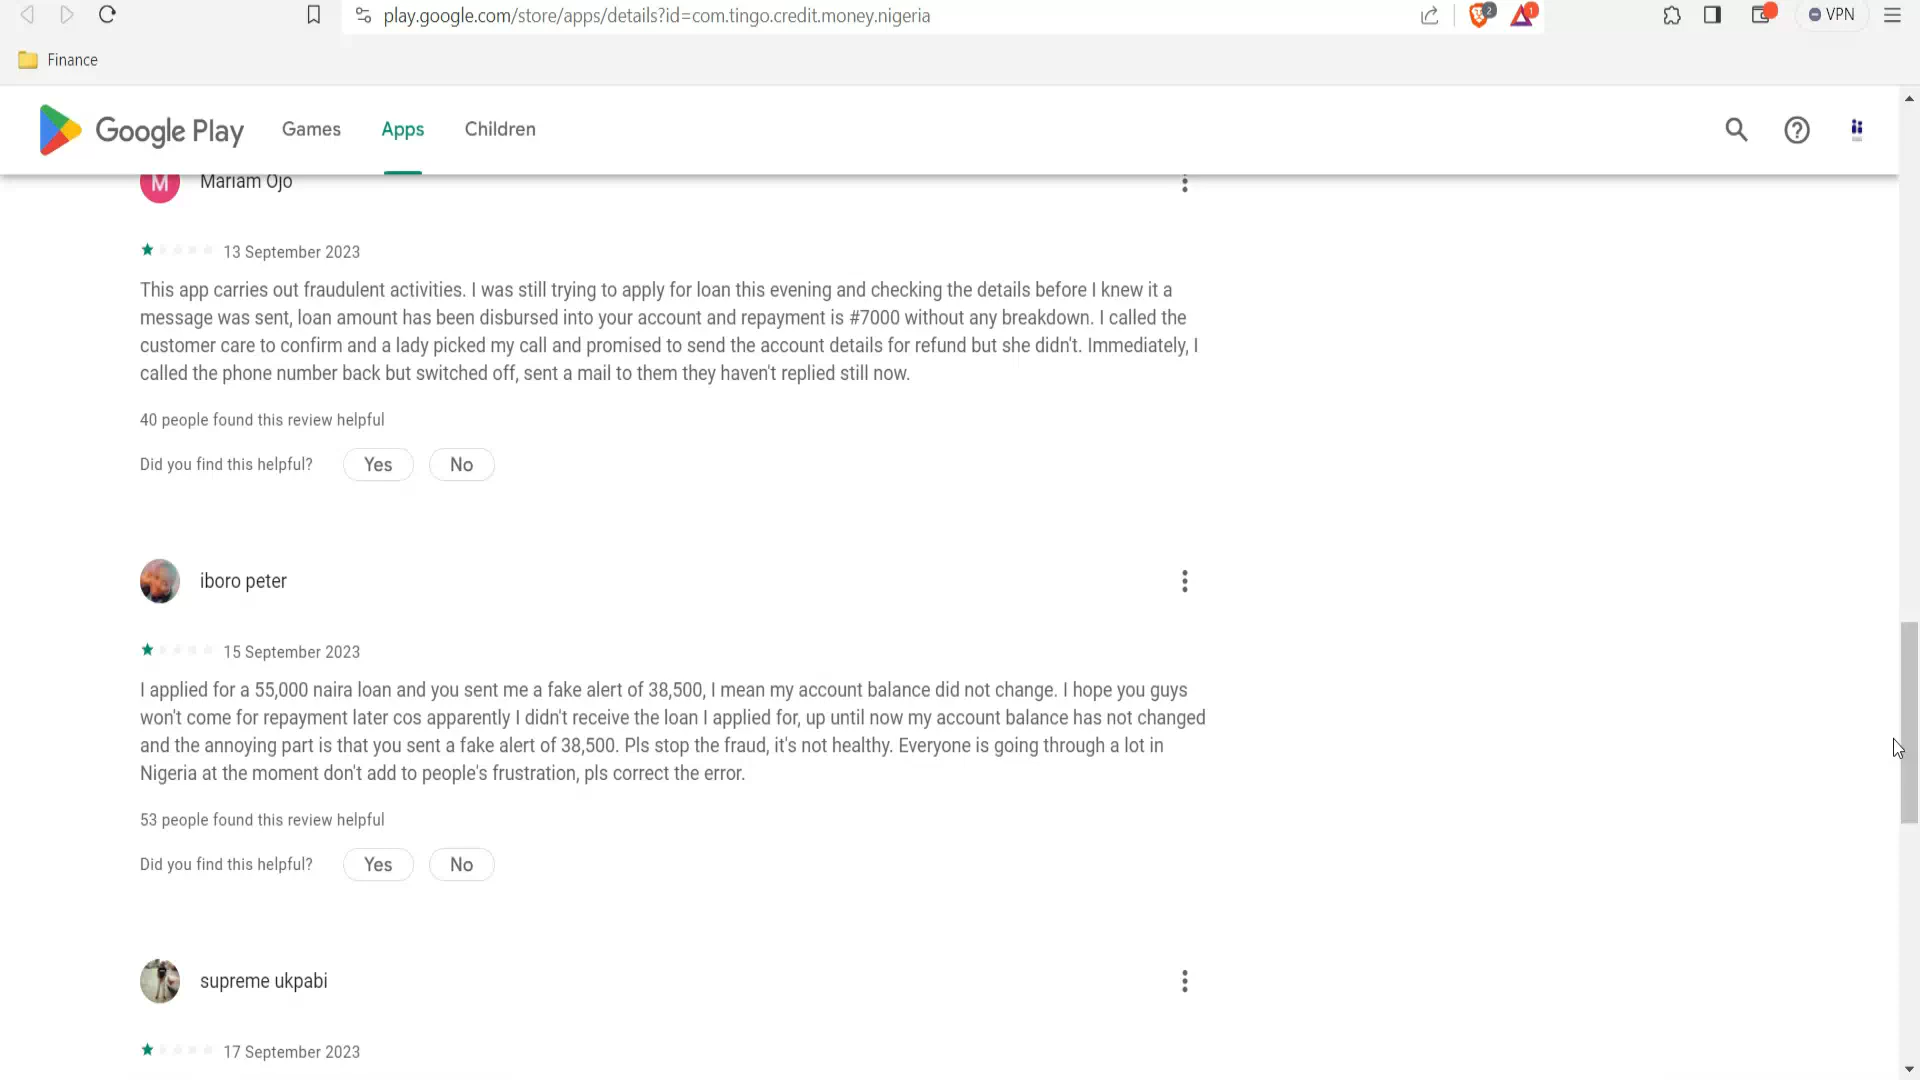 play.google.com/store/apps/details?id=com.tingo.credit.money.nigeria
2
1
VPN
Finance
Google Play
Games
Apps
Children
M
Mariam Ojo
13 September 2023
This app carries out fraudulent activities. I was still trying to apply for loan this evening and checking the details before I knew it a
message was sent, loan amount has been disbursed into your account and repayment is #7000 without any breakdown. I called the
customer care to confirm and a lady picked my call and promised to send the account details for refund but she didn't. Immediately, I
called the phone number back but switched off, sent a mail to them they haven't replied still now.
40 people found this review helpful
Did you find this helpful?
Yes
No
iboro peter
15 September 2023
I applied for a 55,000 naira loan and you sent me a fake alert of 38,500, I mean my account balance did not change. I hope you guys
won't come for repayment later cos apparently I didn't receive the loan I applied for, up until now my account balance has not changed
and the annoying part is that you sent a fake alert of 38,500. Pls stop the fraud, it's not healthy. Everyone is going through a lot in
Nigeria at the moment don't add to people's frustration, pls correct the error.
53 people found this review helpful
Did you find this helpful?
Yes
No
supreme ukpabi
17 September 2023